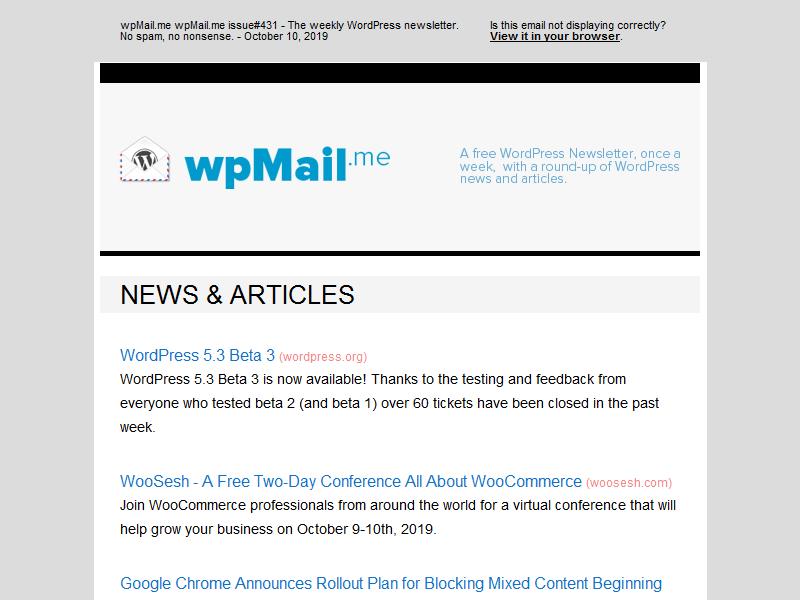 wpMail.me wpMail.me issue#431 - The weekly WordPress newsletter.
No spam, no nonsense. - October 10, 2019
Is this email not displaying correctly?
View it in your browser.
wpMail.me
A free WordPress Newsletter, once a
week, with a round-up of WordPress
news and articles.
NEWS & ARTICLES
WordPress 5.3 Beta 3 (wordpress.org)
WordPress 5.3 Beta 3 is now available! Thanks to the testing and feedback from
everyone who tested beta 2 (and beta 1) over 60 tickets have been closed in the past
week.
WooSesh - A Free Two-Day Conference All About WooCommerce (woosesh.com)
Join WooCommerce professionals from around the world for a virtual conference that will
help grow your business on October 9-10th, 2019.
Google Chrome Announces Rollout Plan for Blocking Mixed Content Beginning